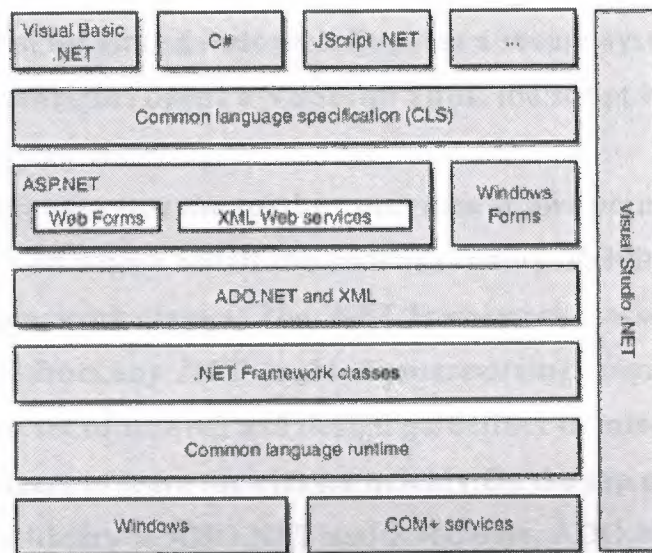 Visual Basic
.NET
C#
JScript .NET
...
Common language specification (CLS)
ASP.NET
Web Forms
XML Web services
Windows
Forms
ADO.NET and XML
.NET Framework classes
Common language runtime
Windows
COM+ services
Visual Studio .NET